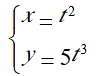 x = t²
y = 5t³